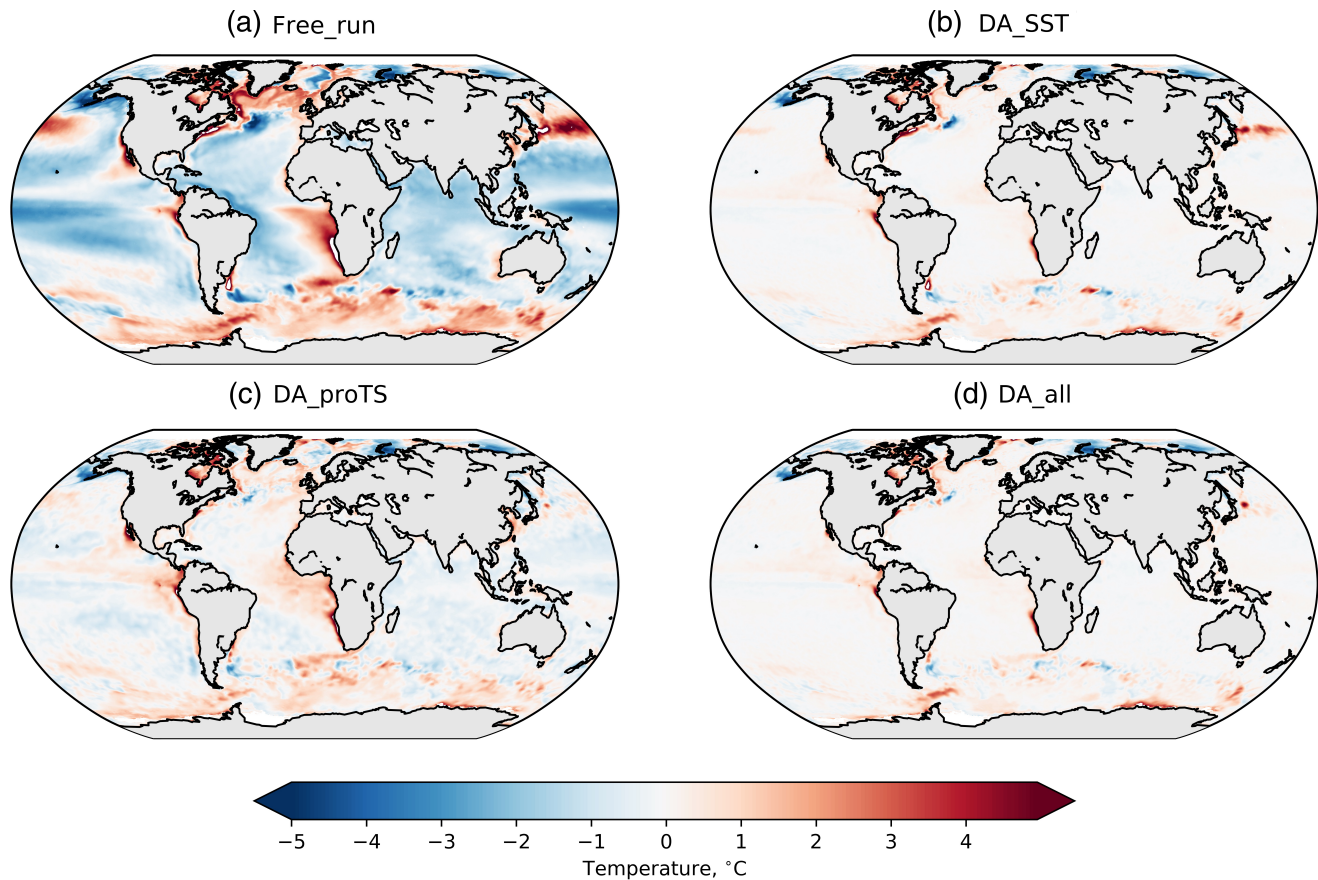 (a) Free_run
(b) DA_SST
(c) DA_proTS
(d) DA_all
−5 −4 −3 −2 −1 0 1 2 3 4
Temperature, °C